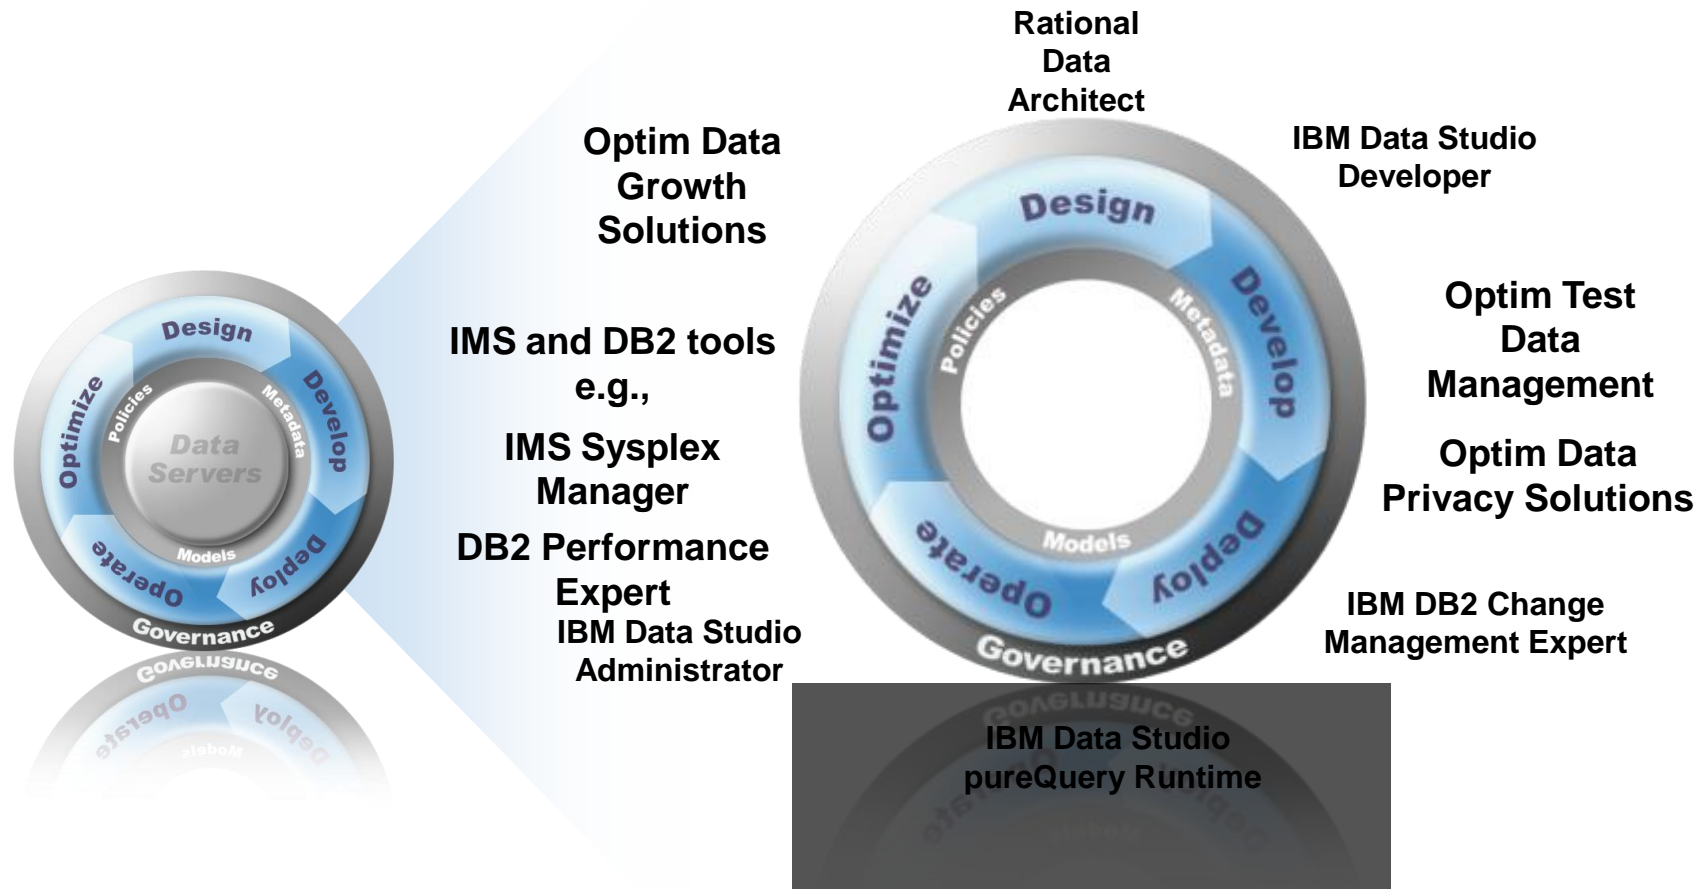 Rational
Data
Architect
Optim Data
Growth
Solutions
IBM Data Studio
Developer
IMS and DB2 tools
e.g.,
IMS Sysplex
Manager
DB2 Performance
Expert
IBM Data Studio
Administrator
Optim Test
Data
Management
Optim Data
Privacy Solutions
IBM DB2 Change
Management Expert
IBM Data Studio
pureQuery Runtime
Design
Develop
Deploy
Operate
Optimize
Policies
Metadata
Models
Data
Servers
Governance
Design
Develop
Deploy
Operate
Optimize
Policies
Metadata
Models
Governance